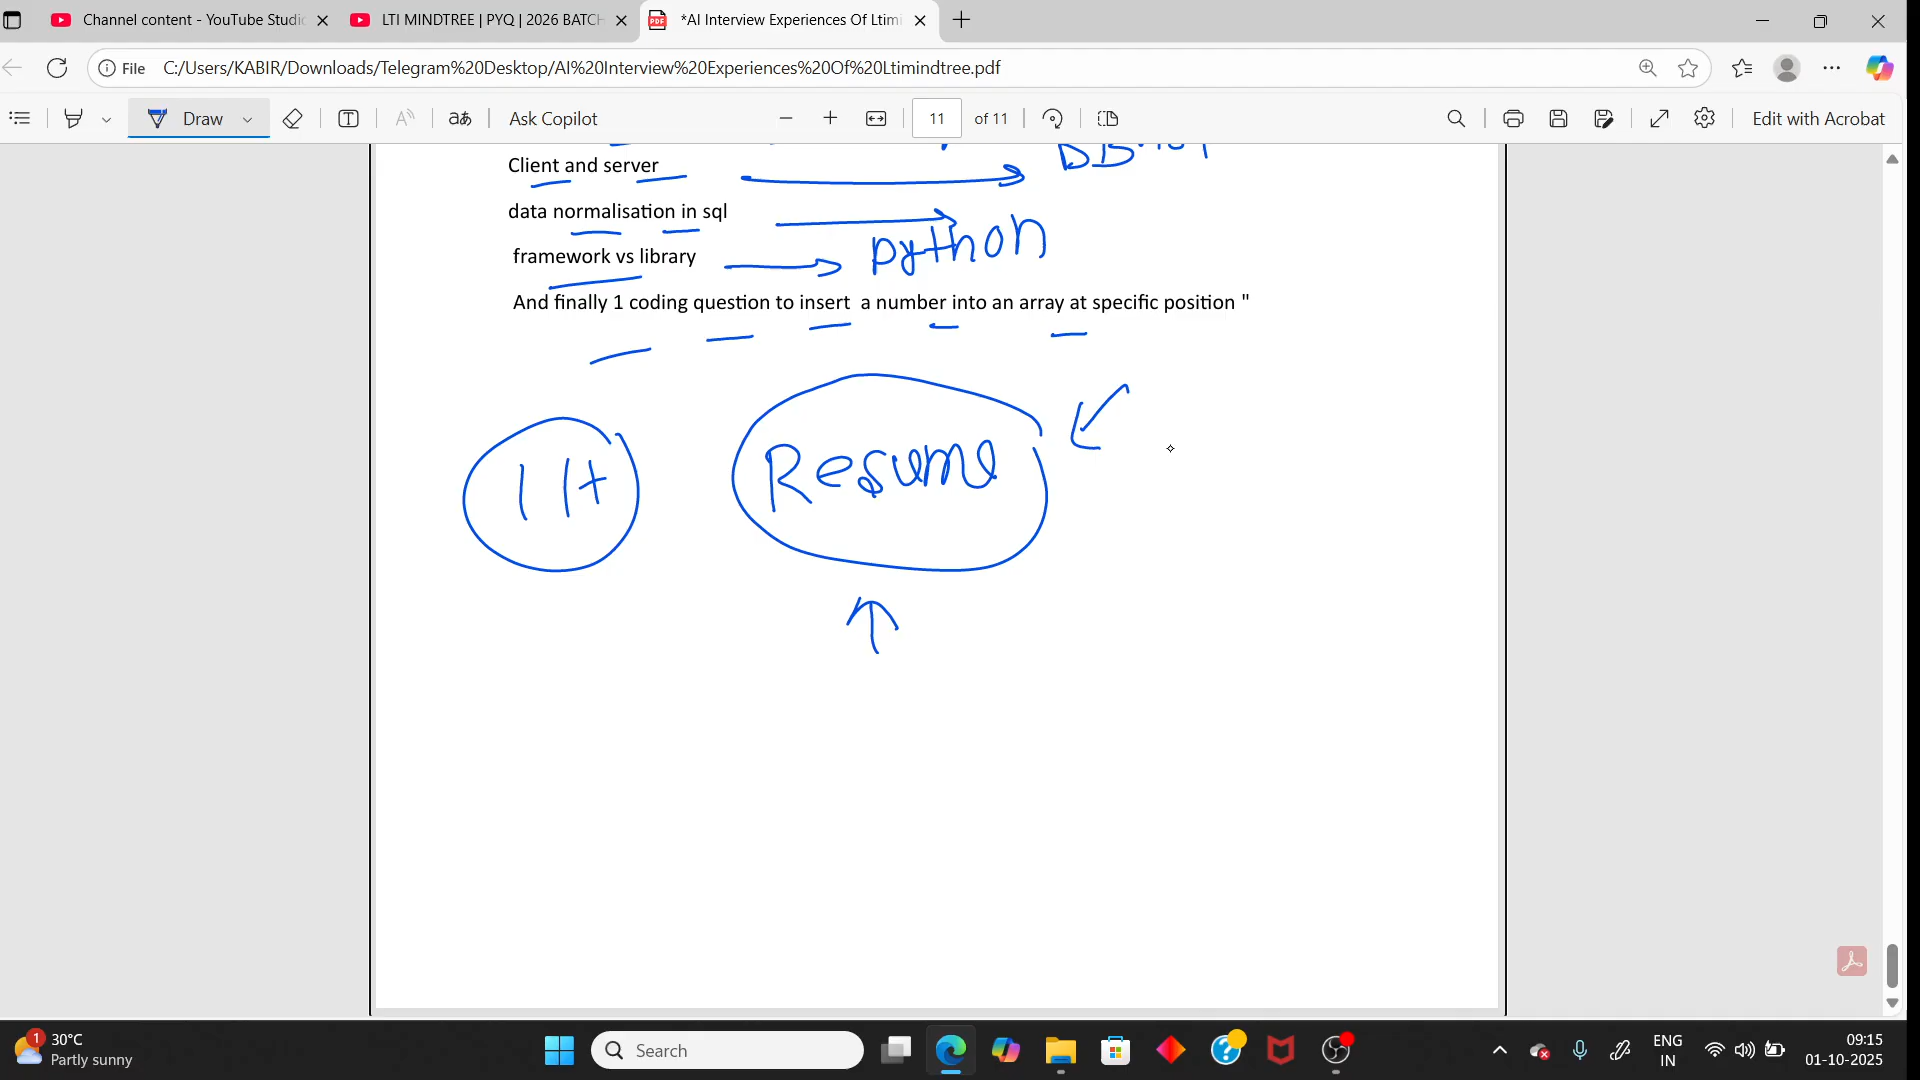 Channel content - YouTube Studi
LTI MINDTREE | PYQ | 2026 BATCH
*AI Interview Experiences Of Ltimi
File C:/Users/KABIR/Downloads/Telegram%20Desktop/AI%20Interview%20Experiences%20Of%20Ltimindtree.pdf
Draw
Ask Copilot
11 of 11
Edit with Acrobat
Client and server
data normalisation in sql
python
framework vs library
And finally 1 coding question to insert a number into an array at specific position "
11+
Resume
1
30°C
Partly sunny
Search
ENG
IN
09:15
01-10-2025